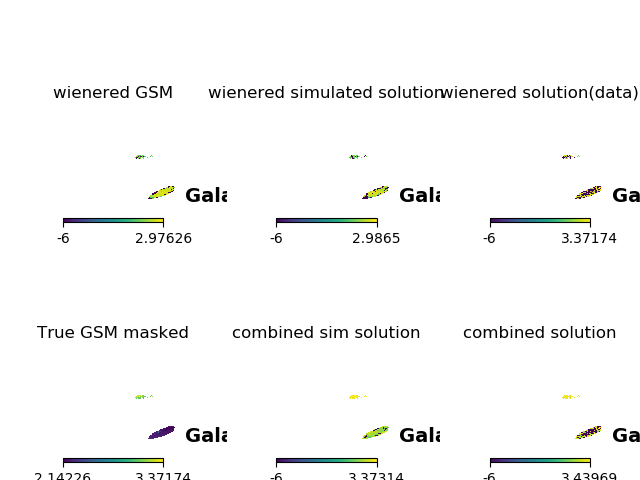 wienered GSM
wienered simulated solution
wienered solution(data)
Gala
Gala
Ga
-6 2.97626
-6 2.9865
-6 3.37174
True GSM masked
combined sim solution
combined solution
Gala
Gala
Ga
2.14226 3.37174
-6 3.37314
-6 3.43969